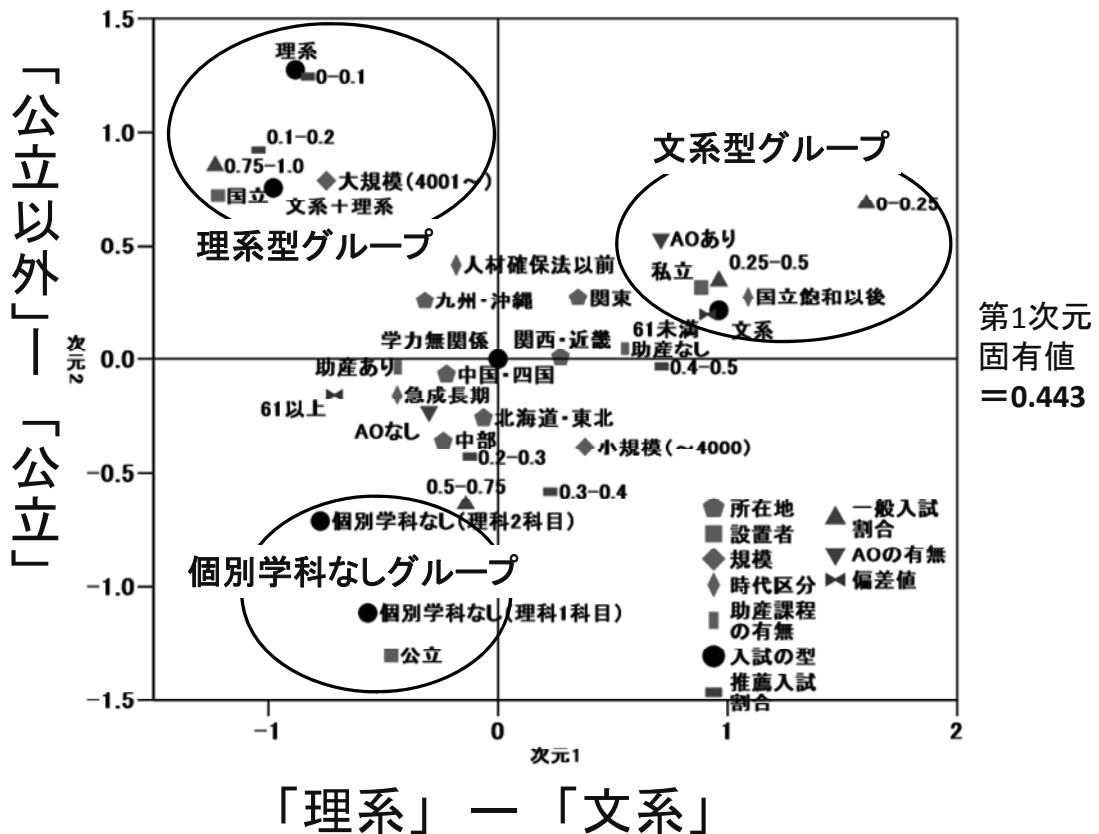 「公立以外」―「公立」
次元2
1.5
1.0
0.5
0.0
−0.5
−1.0
−1.5
理系
0−0.1
0.1−0.2
0.75−1.0
国立
大規模(4001～)
文系+理系
理系型グループ
文系型グループ
0−0.25
AOあり
私立
0.25−0.5
国立飽和以後
文系
61未満
人材確保法以前
九州・沖縄
関東
学力無関係
関西・近畿
助産なし
0.4−0.5
助産あり
中国・四国
61以上
急成長期
AOなし
北海道・東北
中部
小規模(～4000)
0.2−0.3
0.5−0.75
0.3−0.4
個別学科なし(理科2科目)
個別学科なしグループ
個別学科なし(理科1科目)
公立
所在地
設置者
規模
時代区分
助産課程
の有無
入試の型
推薦入試
割合
一般入試
割合
AOの有無
偏差値
−1
0
1
2
次元1
「理系」 ― 「文系」
第1次元
固有値
＝0.443